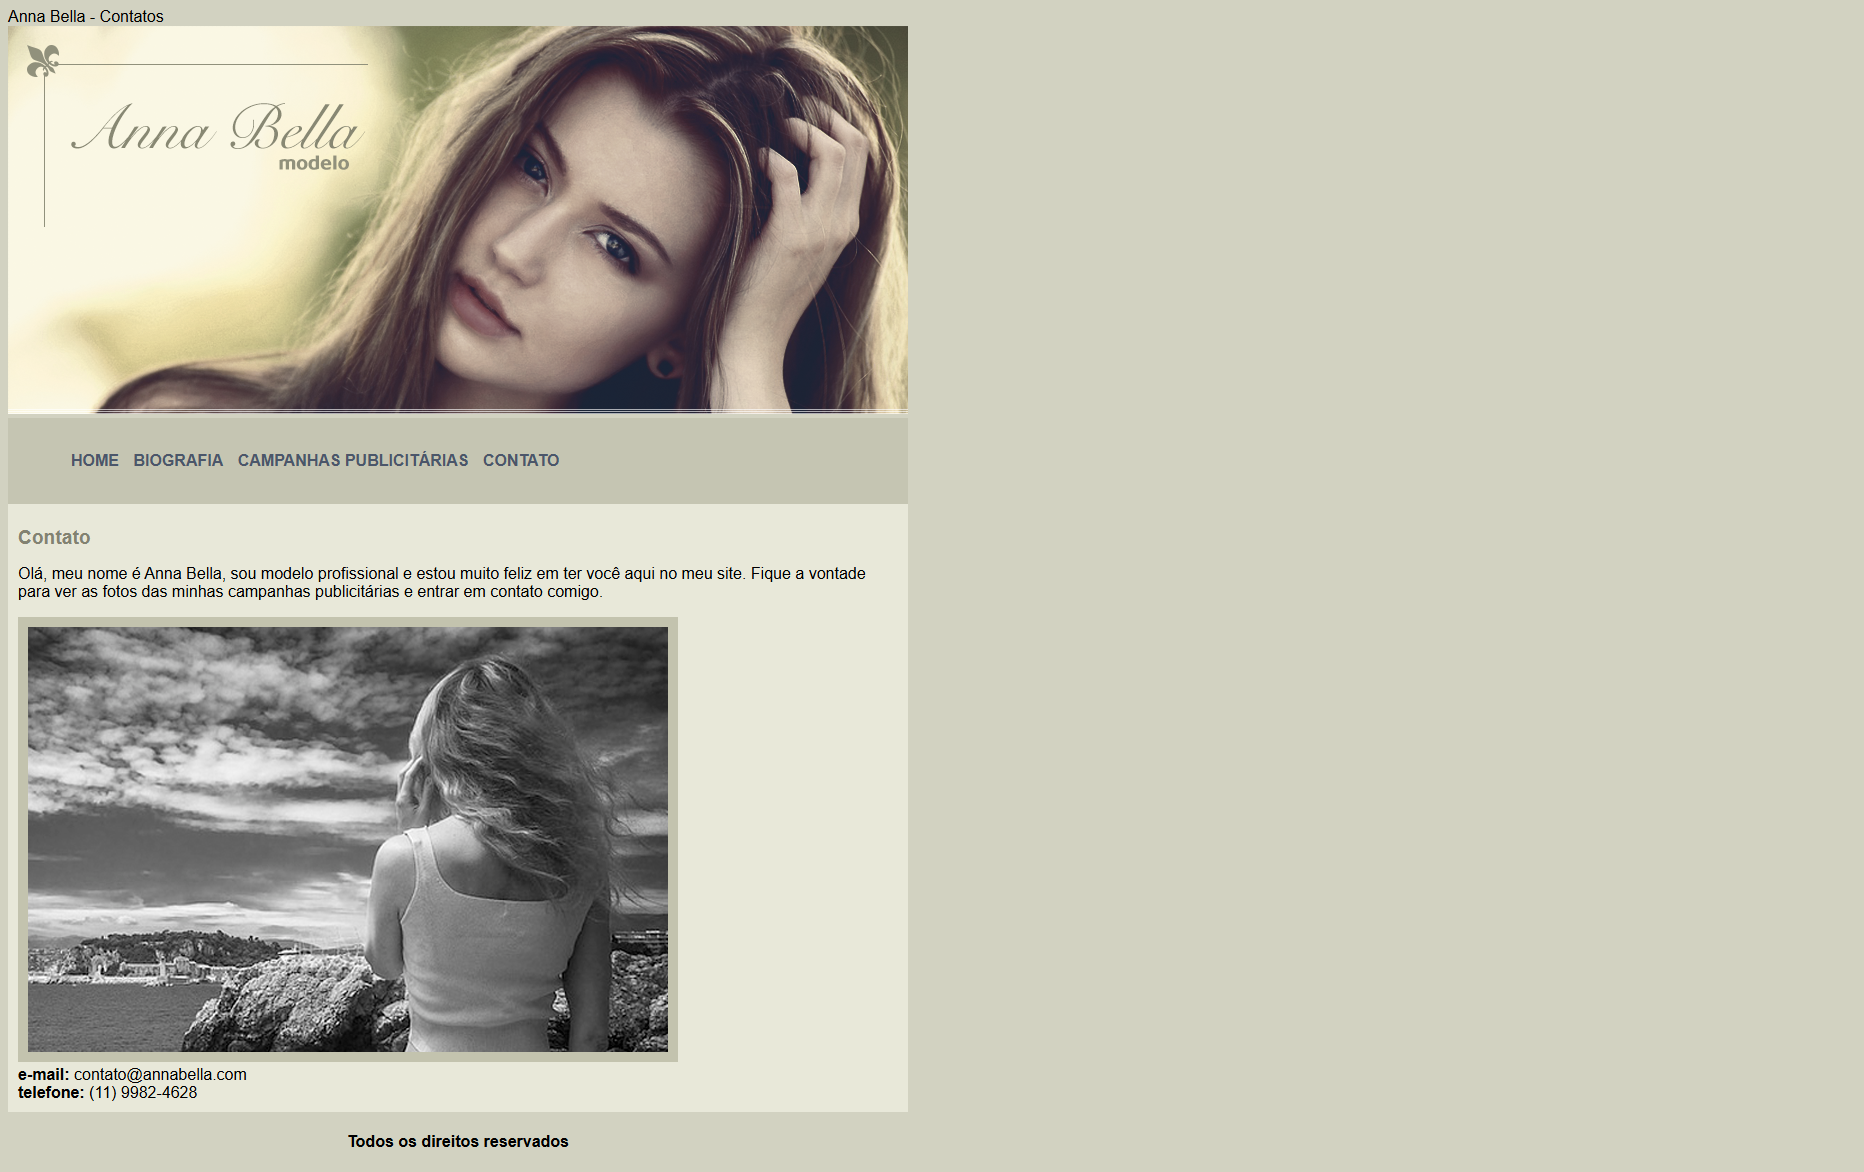 Anna Bella - Contatos
Anna Bella
modelo
HOME BIOGRAFIA CAMPANHAS PUBLICITÁRIAS CONTATO
Contato
Olá, meu nome é Anna Bella, sou modelo profissional e estou muito feliz em ter você aqui no meu site. Fique a vontade
para ver as fotos das minhas campanhas publicitárias e entrar em contato comigo.
e-mail: contato@annabella.com
telefone: (11) 9982-4628
Todos os direitos reservados